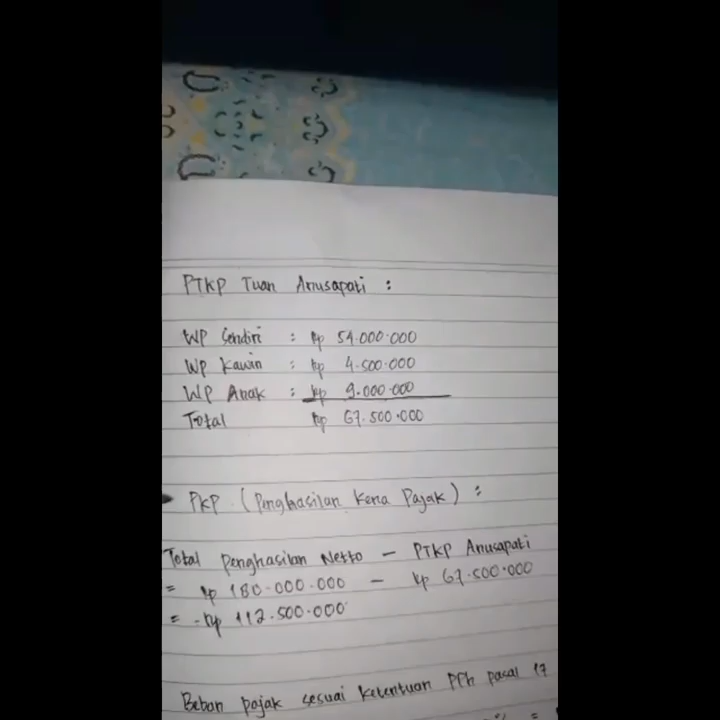 PTKP Tuan Anusapati :
WP Sendiri : Rp 54.000.000
WP Kawin : Rp 4.500.000
WP Anak : Rp 9.000.000
Total Rp 67.500.000
PKP (Penghasilan Kena Pajak) :
Total Penghasilan Netto - PTKP Anusapati
= Rp 180.000.000 - Rp 67.500.000
= Rp 112.500.000
Beban pajak sesuai ketentuan PPh pasal 17